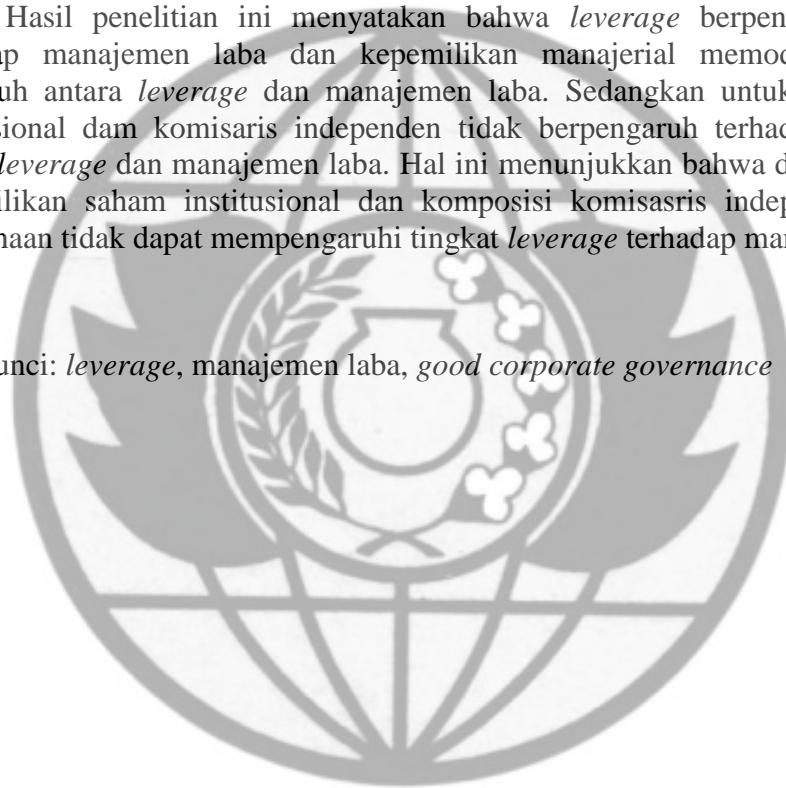 Hasil penelitian ini menyatakan bahwa leverage berpen
ap manajemen laba dan kepemilikan manajerial memod
uh antara leverage dan manajemen laba. Sedangkan untuk
sional dam komisaris independen tidak berpengaruh terhad
leverage dan manajemen laba. Hal ini menunjukkan bahwa d
ilikan saham institusional dan komposisi komisasris indep
haan tidak dapat mempengaruhi tingkat leverage terhadap man
unci: leverage, manajemen laba, good corporate governance